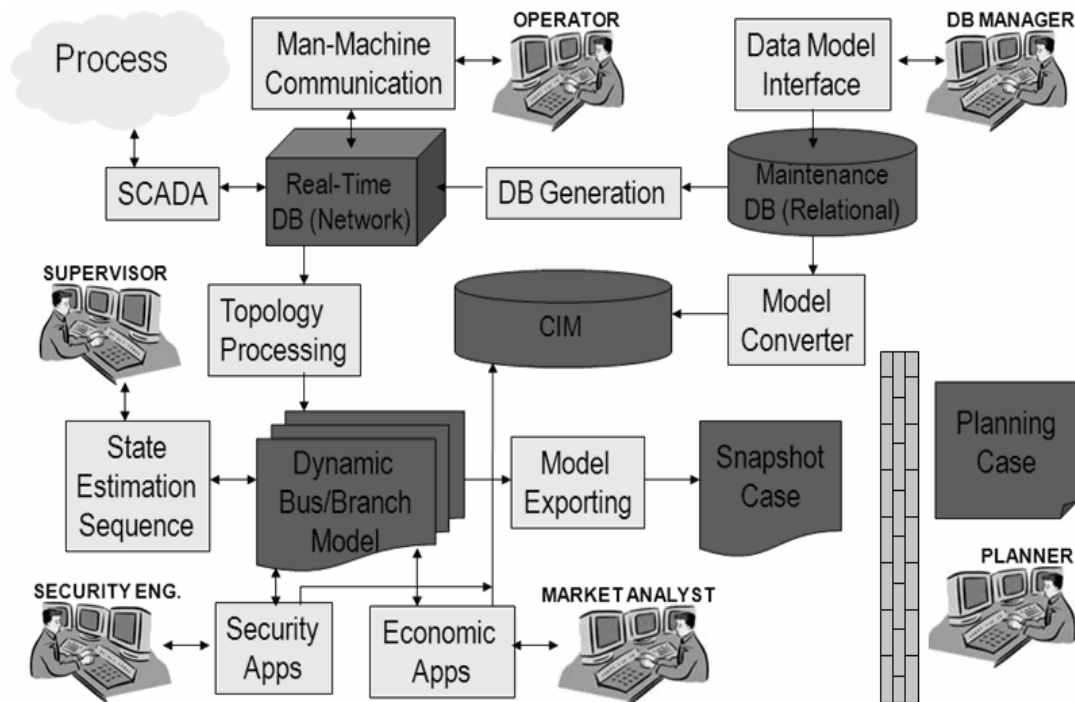 OPERATOR
DB MANAGER
Process
Man-Machine
Communication
Data Model
Interface
SCADA
Real-Time
DB (Network)
DB Generation
Maintenance
DB (Relational)
SUPERVISOR
Topology
Processing
CIM
Model
Converter
State
Estimation
Sequence
Dynamic
Bus/Branch
Model
Model
Exporting
Snapshot
Case
Planning
Case
SECURITY ENG.
Security
Apps
Economic
Apps
MARKET ANALYST
PLANNER